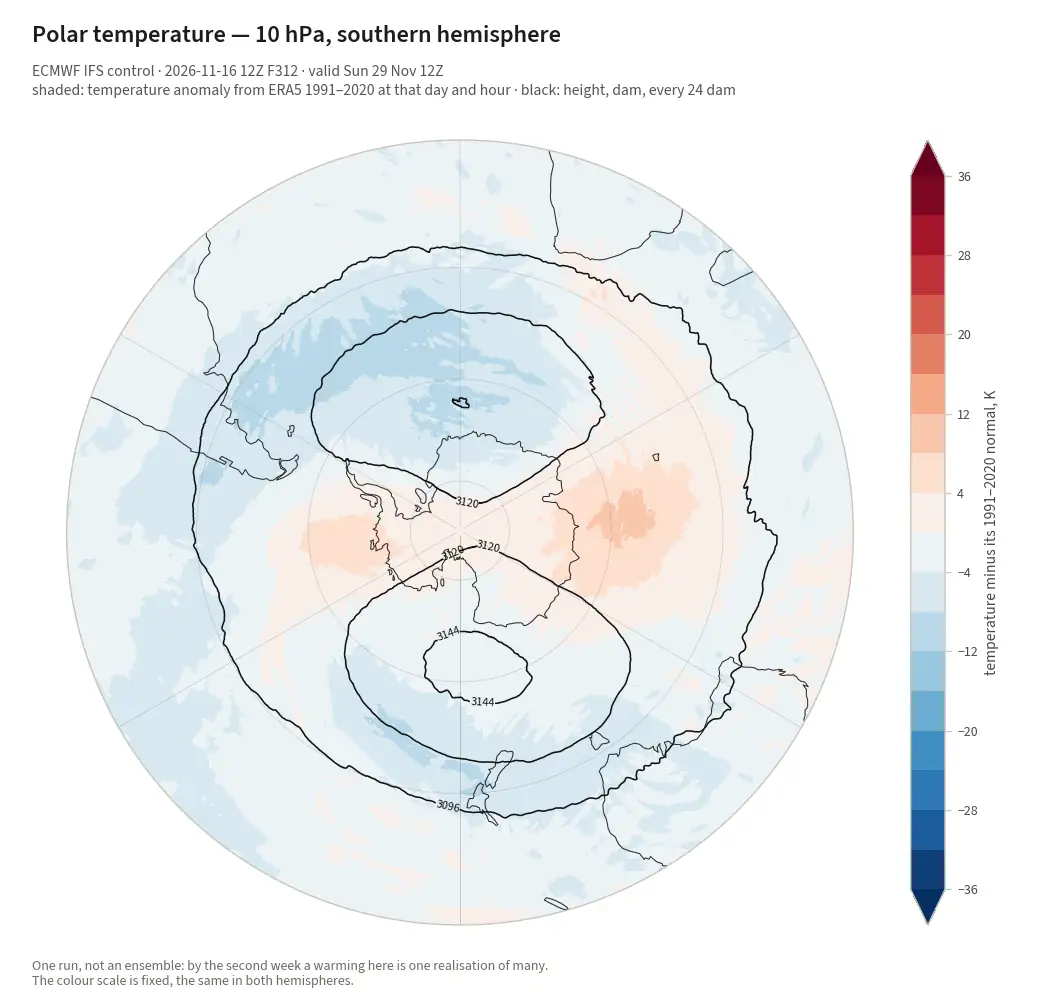 Polar temperature — 10 hPa, southern hemisphere
ECMWF IFS control · 2026-11-16 12Z F312 · valid Sun 29 Nov 12Z
shaded: temperature anomaly from ERA5 1991–2020 at that day and hour · black: height, dam, every 24 dam
36
28
20
12
4
−4
−12
−20
−28
−36
temperature minus its 1991–2020 normal, K
3120
3120
3120
3144
3144
3096
One run, not an ensemble: by the second week a warming here is one realisation of many.
The colour scale is fixed, the same in both hemispheres.